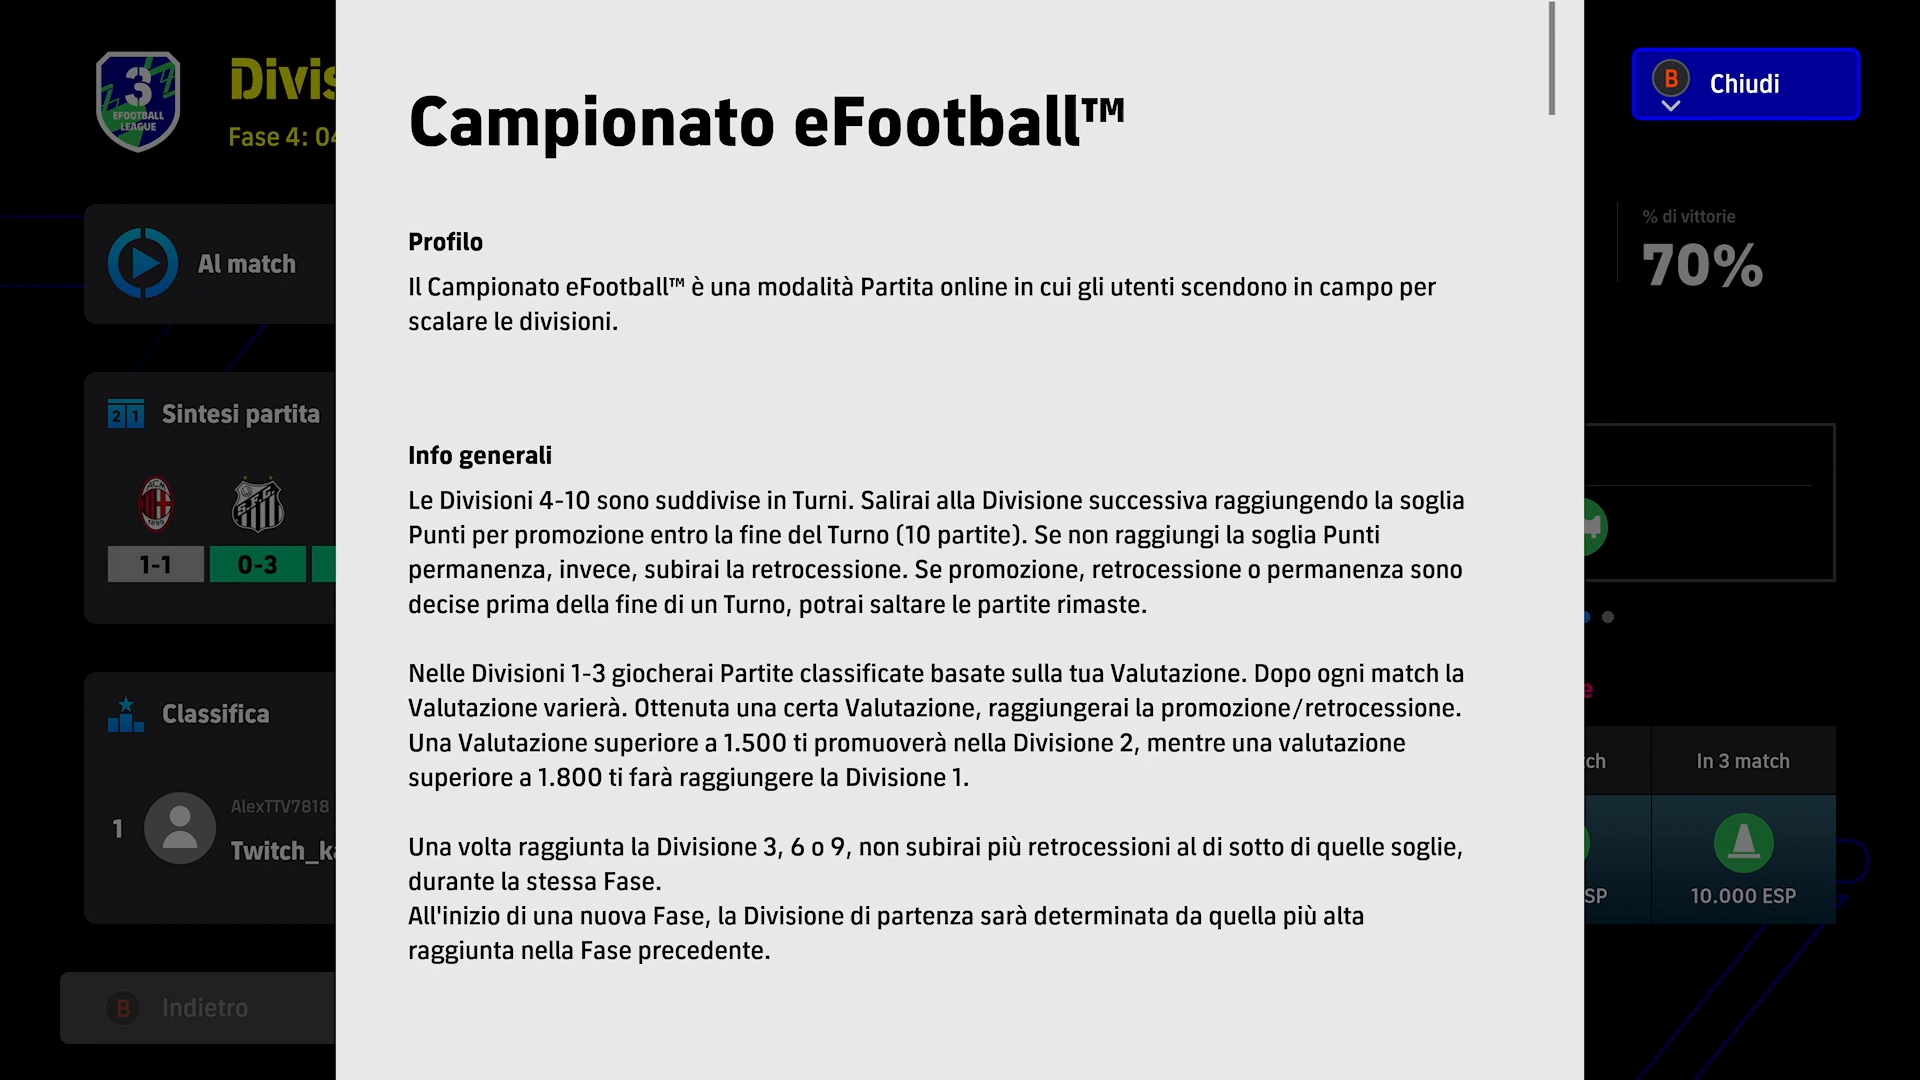 3
EFOOTBALL
LEAGUE
Divis
Fase 4: 04
Campionato eFootball™
B
Chiudi
Al match
% di vittorie
70%
Profilo
Il Campionato eFootball™ è una modalità Partita online in cui gli utenti scendono in campo per
scalare le divisioni.
2 1
Sintesi partita
ACM
1899
1-1
0-3
Info generali
Le Divisioni 4-10 sono suddivise in Turni. Salirai alla Divisione successiva raggiungendo la soglia
Punti per promozione entro la fine del Turno (10 partite). Se non raggiungi la soglia Punti
permanenza, invece, subirai la retrocessione. Se promozione, retrocessione o permanenza sono
decise prima della fine di un Turno, potrai saltare le partite rimaste.
Nelle Divisioni 1-3 giocherai Partite classificate basate sulla tua Valutazione. Dopo ogni match la
Valutazione varierà. Ottenuta una certa Valutazione, raggiungerai la promozione/retrocessione.
Una Valutazione superiore a 1.500 ti promuoverà nella Divisione 2, mentre una valutazione
superiore a 1.800 ti farà raggiungere la Divisione 1.
Una volta raggiunta la Divisione 3, 6 o 9, non subirai più retrocessioni al di sotto di quelle soglie,
durante la stessa Fase.
All'inizio di una nuova Fase, la Divisione di partenza sarà determinata da quella più alta
raggiunta nella Fase precedente.
Classifica
1
AlexTTV7818
Twitch_ka
e
ch
In 3 match
SP
10.000 ESP
B
Indietro